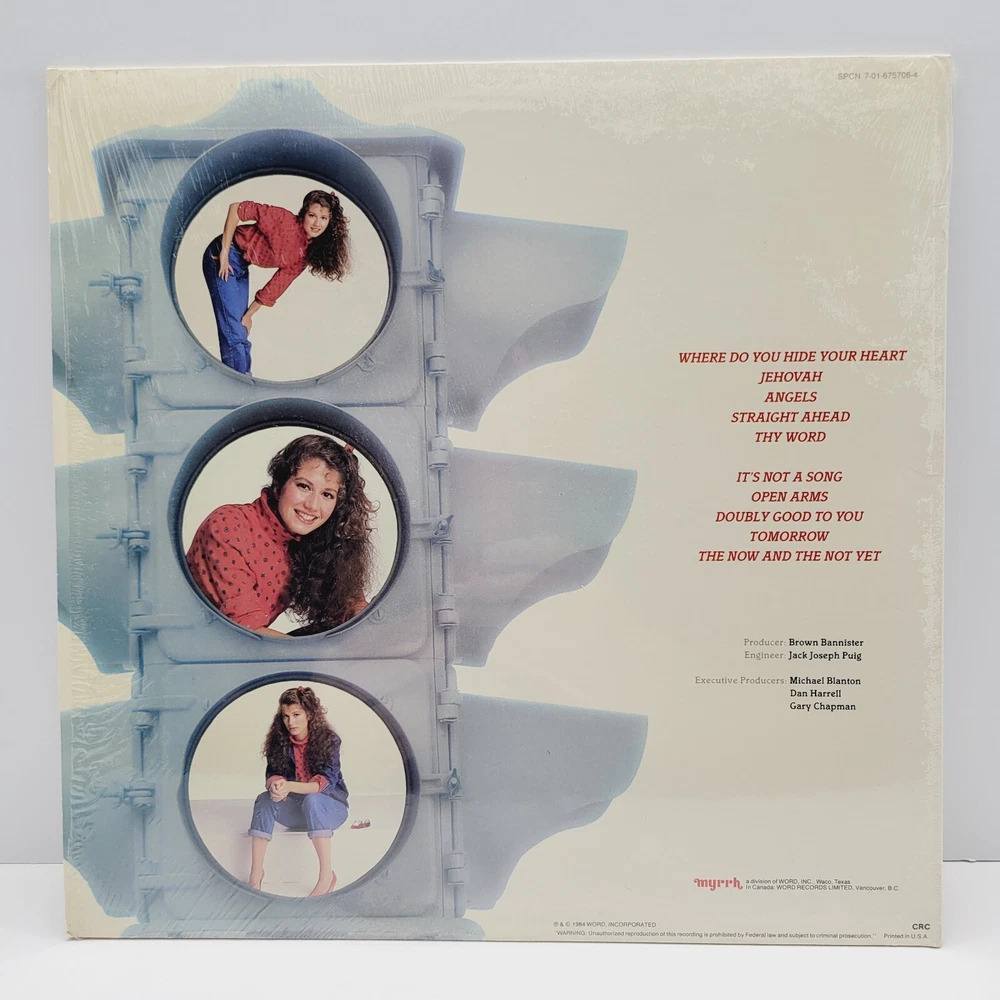 SPCN 7-01-675706-4
WHERE DO YOU HIDE YOUR HEART
JEHOVAH
ANGELS
STRAIGHT AHEAD
THY WORD
IT'S NOT A SONG
OPEN ARMS
DOUBLY GOOD TO YOU
TOMORROW
THE NOW AND THE NOT YET
Producer: Brown Bannister
Engineer: Jack Joseph Puig
Executive Producers: Michael Blanton
Dan Harrell
Gary Chapman
myrrh a division of WORD, INC., Waco, Texas
In Canada: WORD RECORDS LIMITED, Vancouver, B.C.
℗ & © 1984 WORD, INCORPORATED
CRC
"WARNING: Unauthorized reproduction of this recording is prohibited by Federal law and subject to criminal prosecution." Printed in U.S.A.